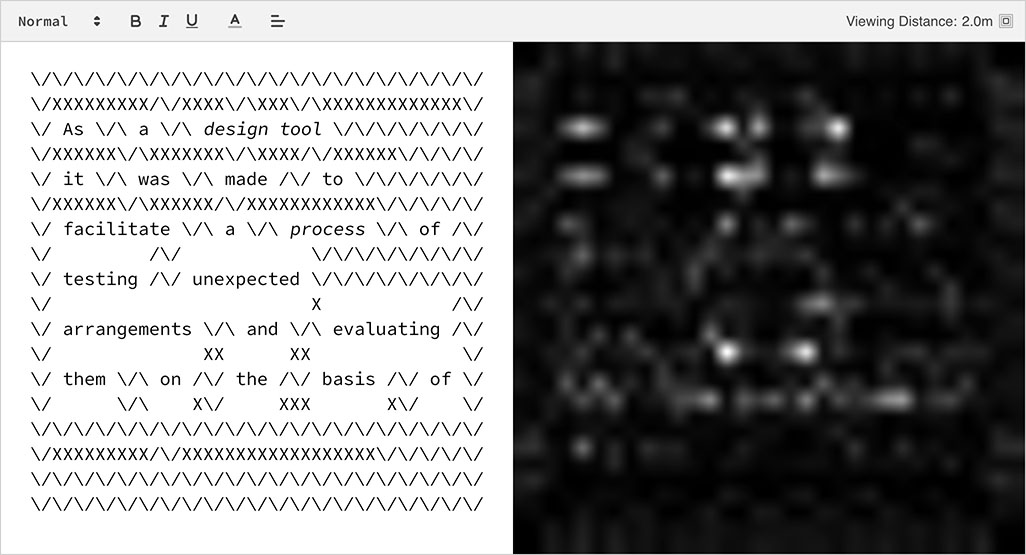 Normal B I U A Viewing Distance: 2.0m
\/\/\/\/\/\/\/\/\/\/\/\/\/\/\/\/\/\/\/\/\/
\/XXXXXXXXX/\/XXXX\/\XXX\/\XXXXXXXXXXXXX\/
\/ As \/\ a \/\ design tool \/\/\/\/\/\/\/
\/XXXXXX\/\XXXXXXX\/\XXXX/\/XXXXXX\/\/\/\/
\/ it \/\ was \/\ made /\/ to \/\/\/\/\/\/
\/XXXXXX\/\XXXXXX/\/XXXXXXXXXXXX\/\/\/\/\/
\/ facilitate \/\ a \/\ process \/\ of /\/
\/         /\/            \/\/\/\/\/\/\/\/
\/ testing /\/ unexpected \/\/\/\/\/\/\/\/
\/                        X            /\/
\/ arrangements \/\ and \/\ evaluating /\/
\/              XX      XX              \/
\/ them \/\ on /\/ the /\/ basis /\/ of \/
\/      \/\    X\/     XXX       X\/    \/
\/\/\/\/\/\/\/\/\/\/\/\/\/\/\/\/\/\/\/\/\/
\/XXXXXXXXX/\/XXXXXXXXXXXXXXXXXX\/\/\/\/\/
\/\/\/\/\/\/\/\/\/\/\/\/\/\/\/\/\/\/\/\/\/
\/\/\/\/\/\/\/\/\/\/\/\/\/\/\/\/\/\/\/\/\/